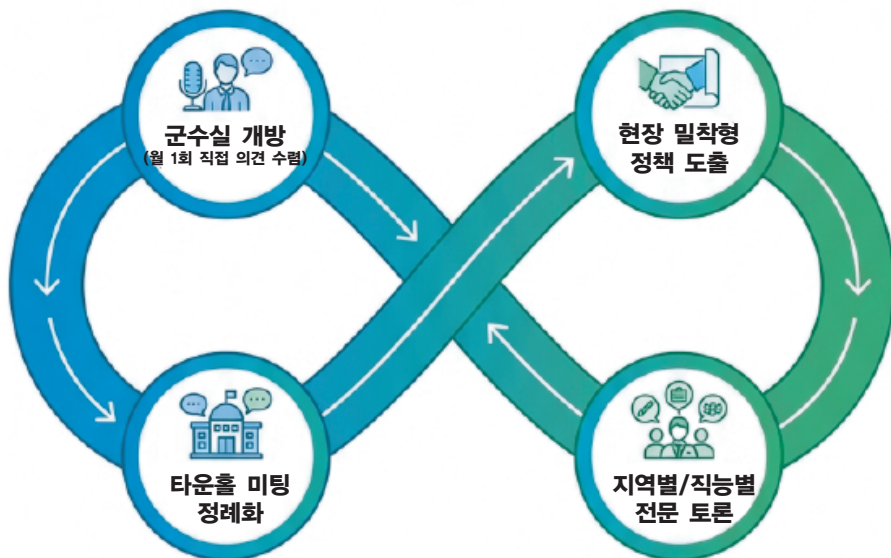 군수실 개방
(월 1회 직접 의견 수렴)
현장 밀착형
정책 도출
타운홀 미팅
정례화
지역별/직능별
전문 토론